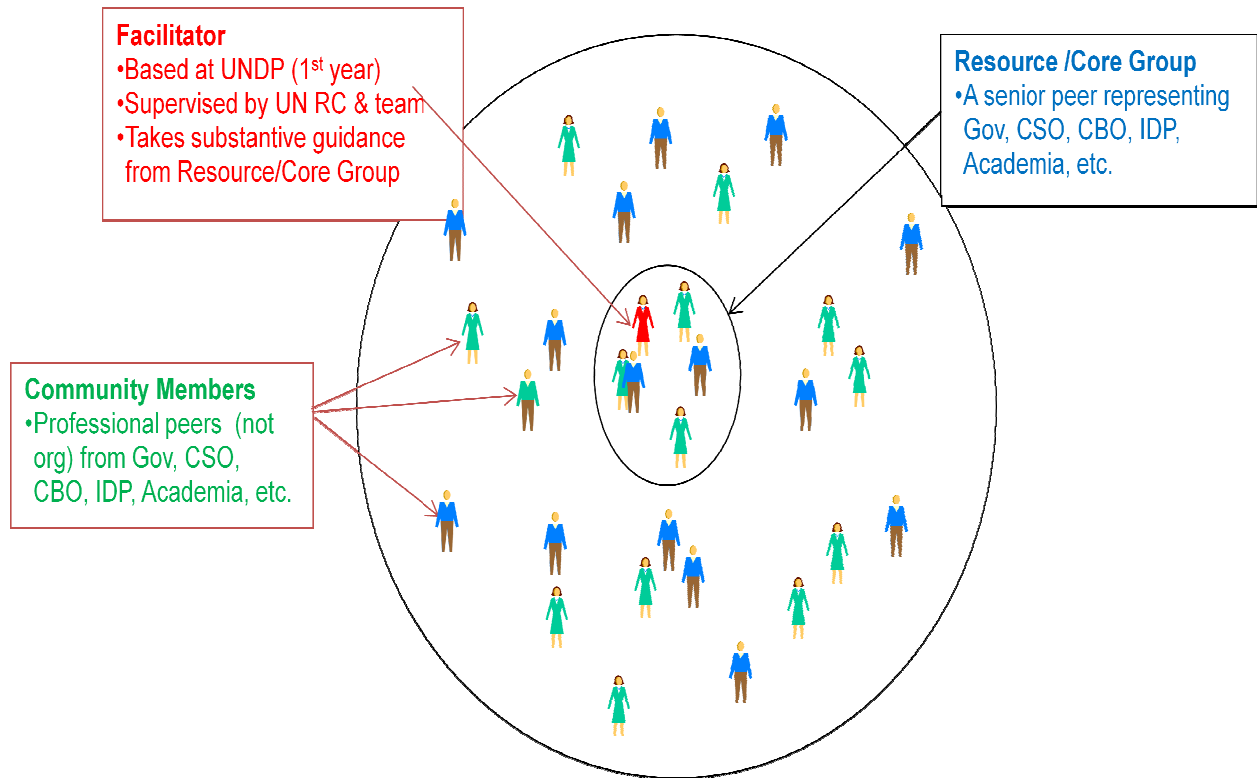 Facilitator
•Based at UNDP (1st year)
•Supervised by UN RC & team
•Takes substantive guidance
from Resource/Core Group
Resource /Core Group
•A senior peer representing
Gov, CSO, CBO, IDP,
Academia, etc.
Community Members
•Professional peers (not
org) from Gov, CSO,
CBO, IDP, Academia, etc.